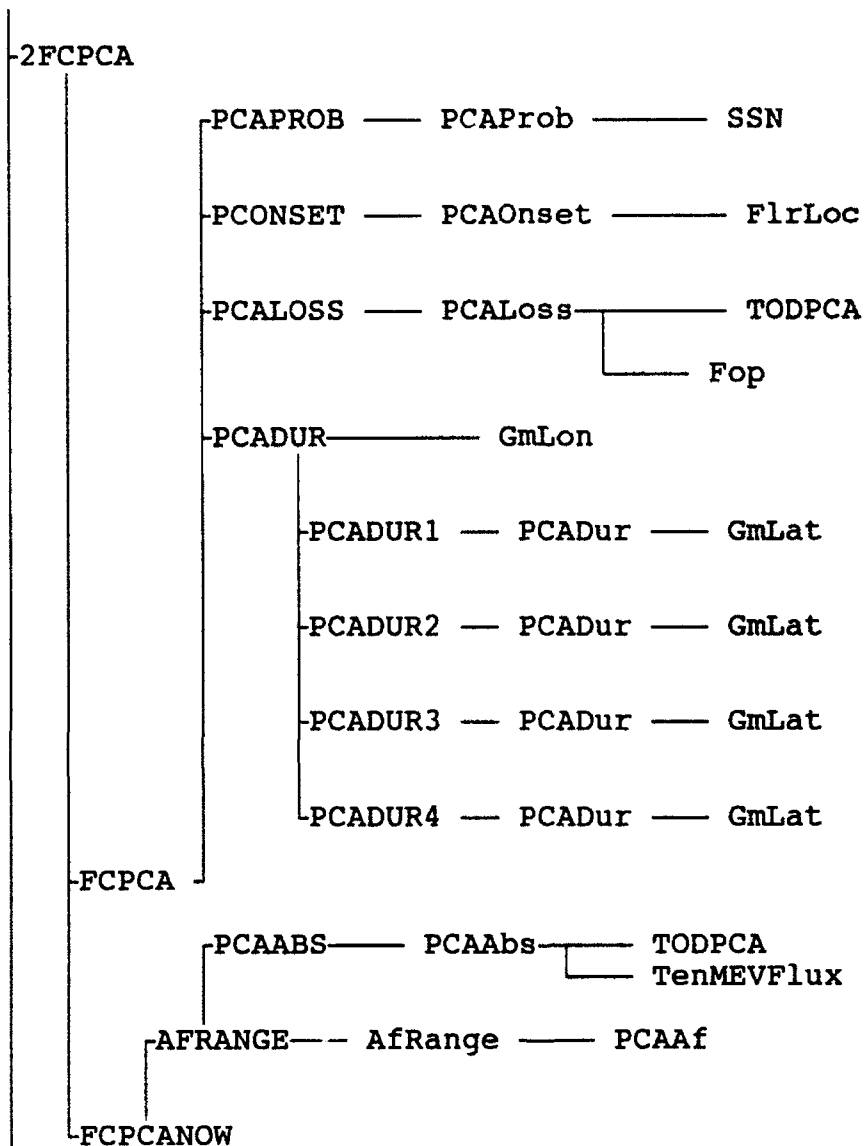 2FCPCA
PCAPROB PCAProb SSN
PCONSET PCAOnset FlrLoc
PCALOSS PCALoss TODPCA
Fop
PCADUR GmLon
PCADUR1 PCADur GmLat
PCADUR2 PCADur GmLat
PCADUR3 PCADur GmLat
PCADUR4 PCADur GmLat
FCPCA
PCAABS PCAAbs TODPCA
TenMEVFlux
AFRANGE AfRange PCAAf
FCPCANOW